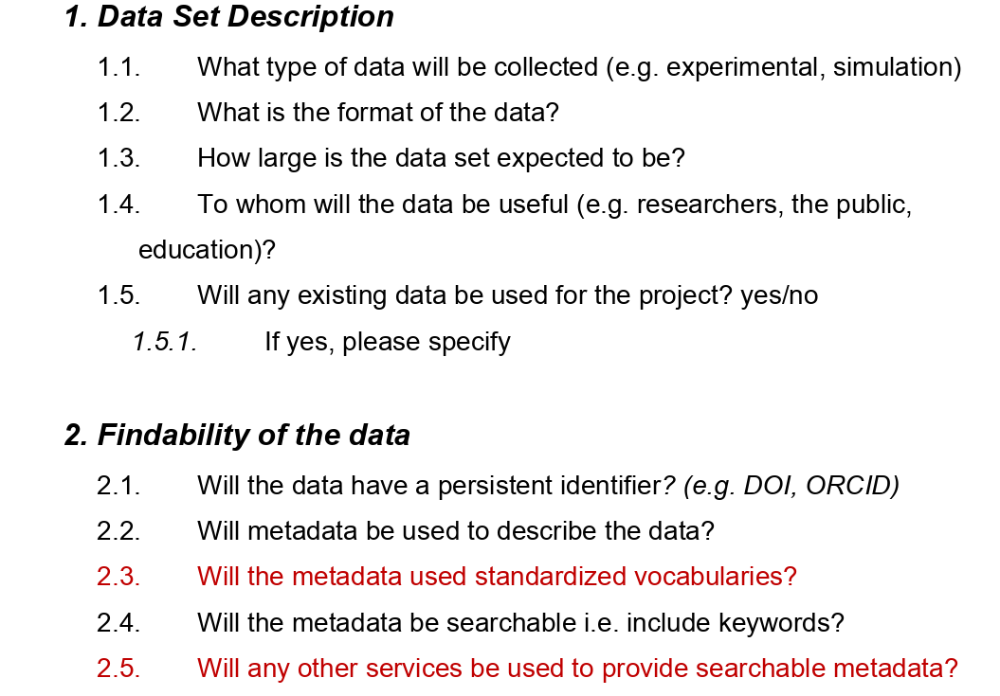 1. Data Set Description
1.1. What type of data will be collected (e.g. experimental, simulation)
1.2. What is the format of the data?
1.3. How large is the data set expected to be?
1.4. To whom will the data be useful (e.g. researchers, the public,
education)?
1.5. Will any existing data be used for the project? yes/no
1.5.1. If yes, please specify
2. Findability of the data
2.1. Will the data have a persistent identifier? (e.g. DOI, ORCID)
2.2. Will metadata be used to describe the data?
2.3. Will the metadata used standardized vocabularies?
2.4. Will the metadata be searchable i.e. include keywords?
2.5. Will any other services be used to provide searchable metadata?